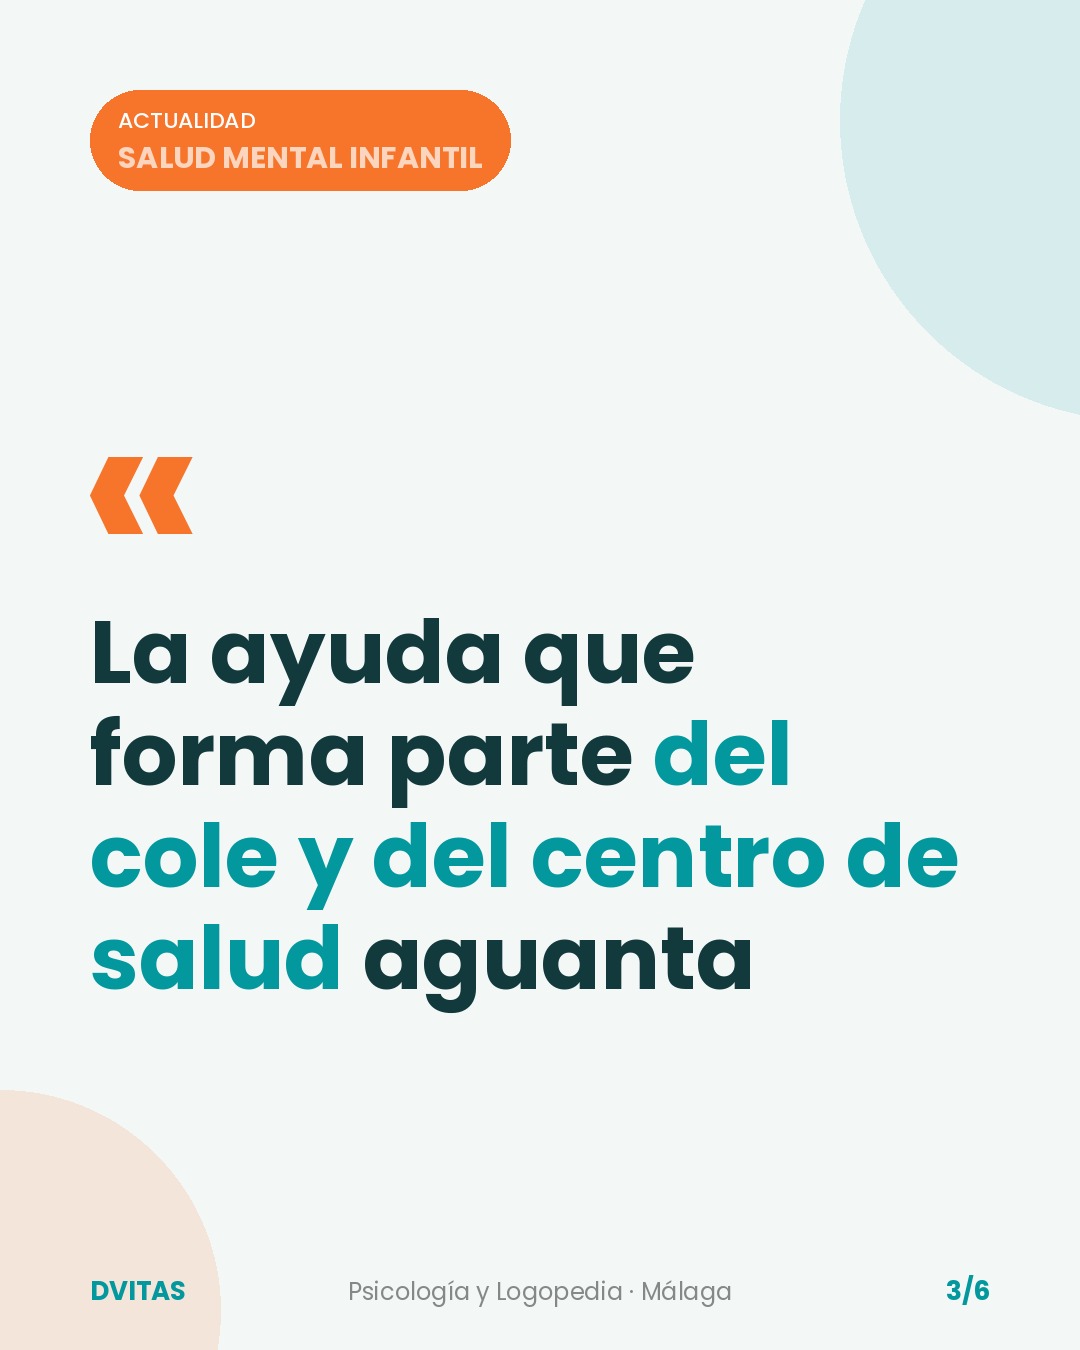 ACTUALIDAD
SALUD MENTAL INFANTIL
«
La ayuda que
forma parte del
cole y del centro de
salud aguanta
DVITAS
Psicología y Logopedia · Málaga
3/6